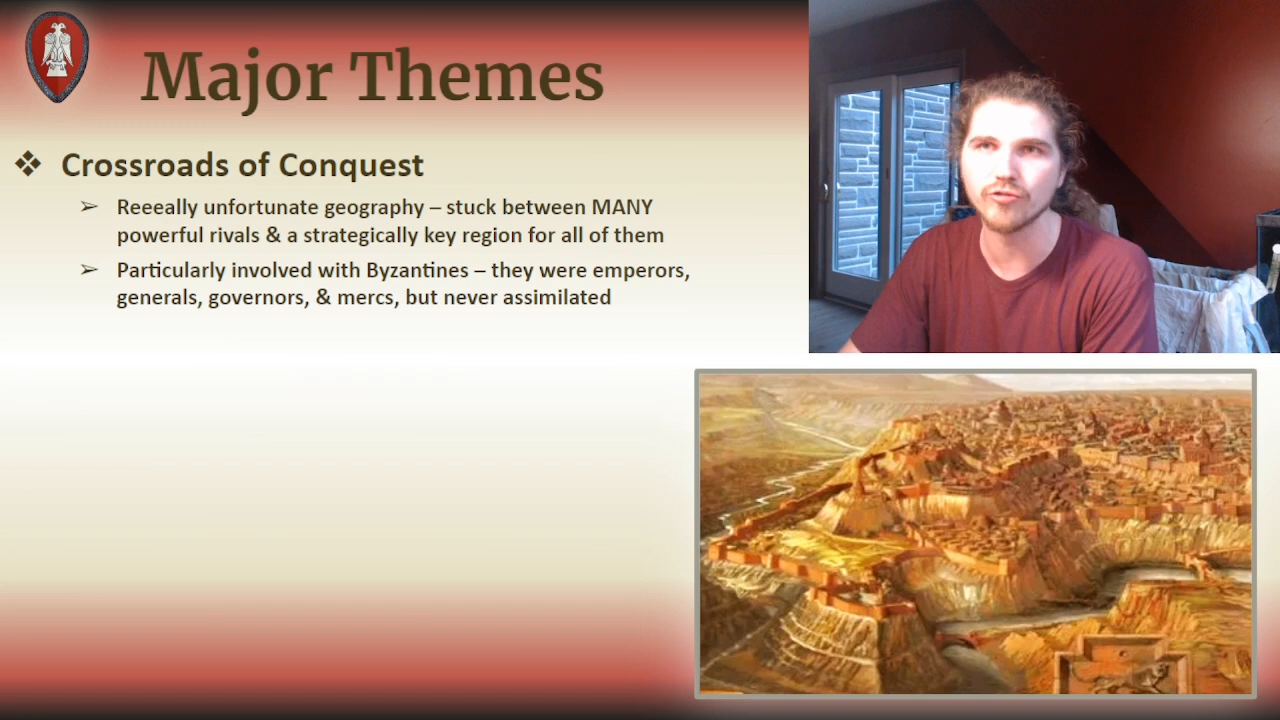 Major Themes
❖ Crossroads of Conquest
➢ Reeeally unfortunate geography – stuck between MANY
powerful rivals & a strategically key region for all of them
➢ Particularly involved with Byzantines – they were emperors,
generals, governors, & mercs, but never assimilated